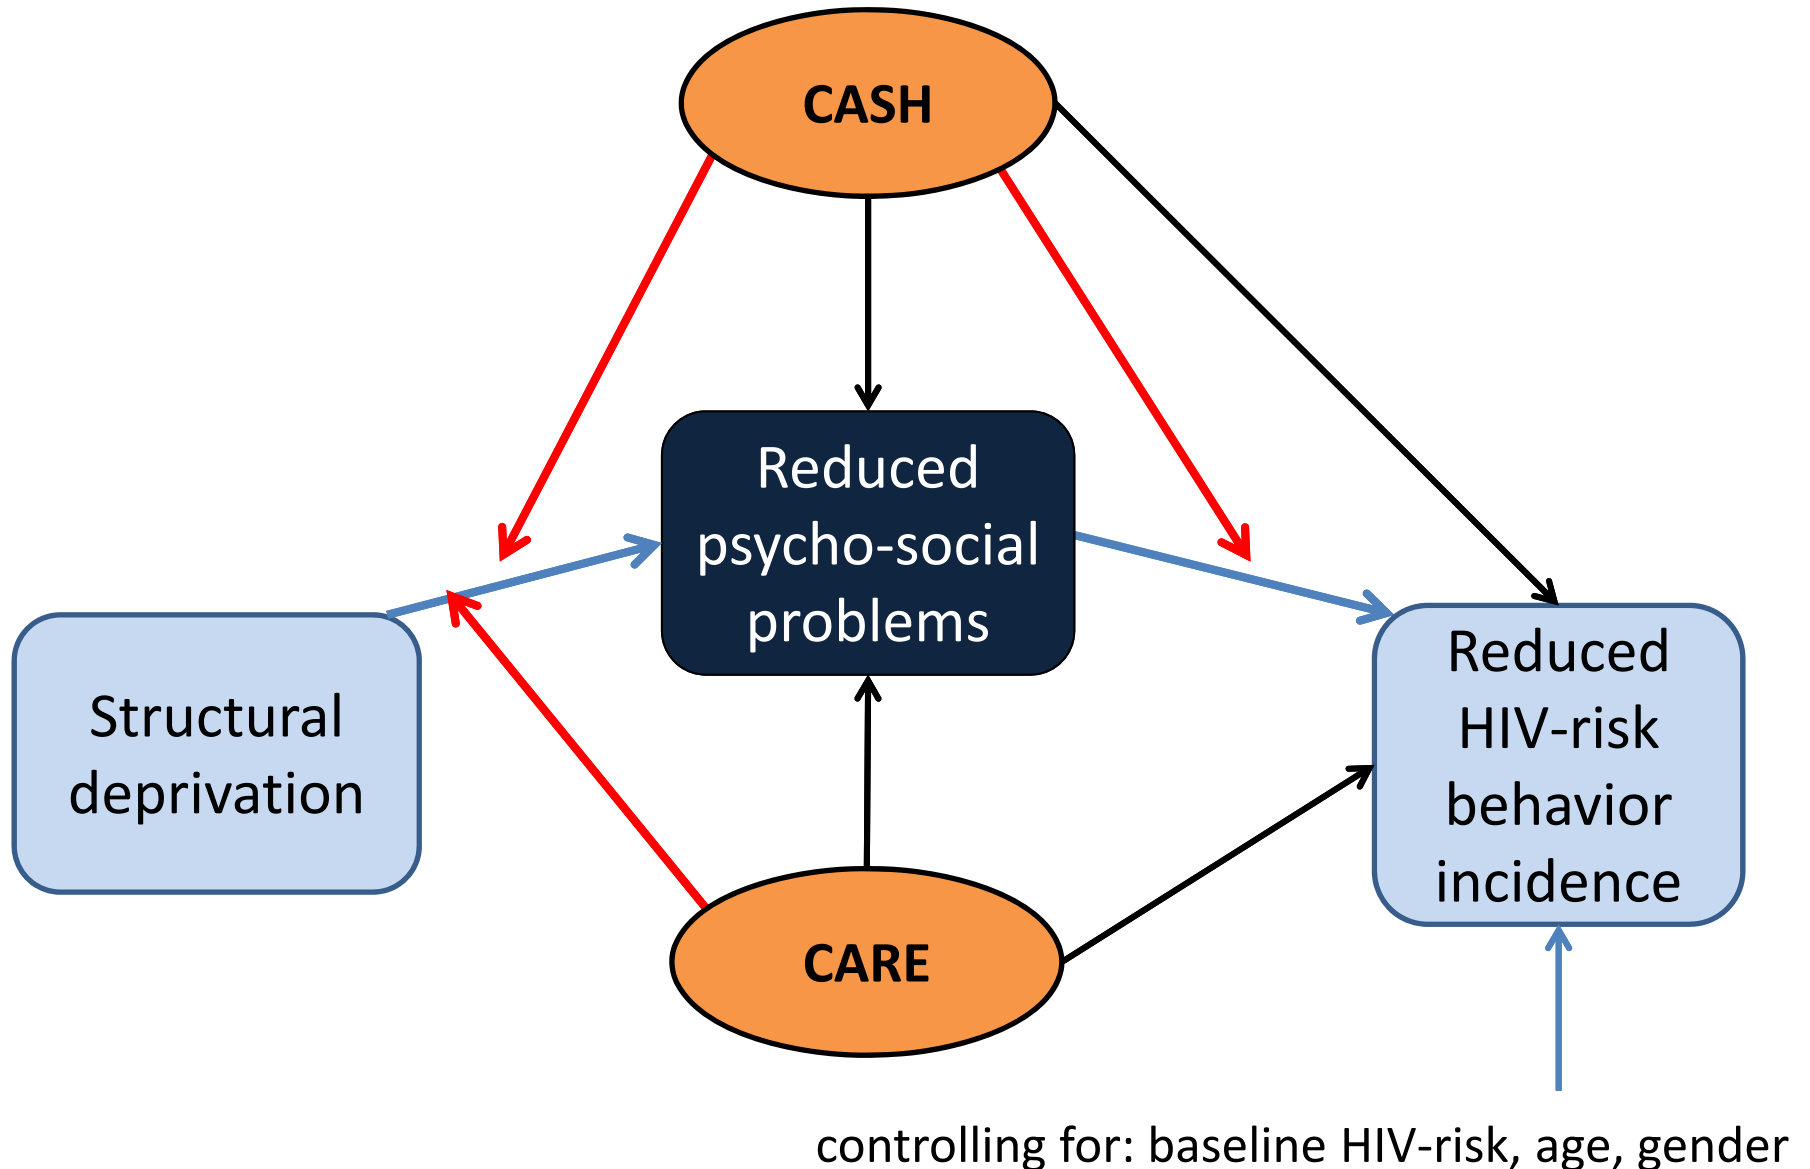 CASH
Reduced
psycho-social
problems
Structural
deprivation
Reduced
HIV-risk
behavior
incidence
CARE
controlling for: baseline HIV-risk, age, gender